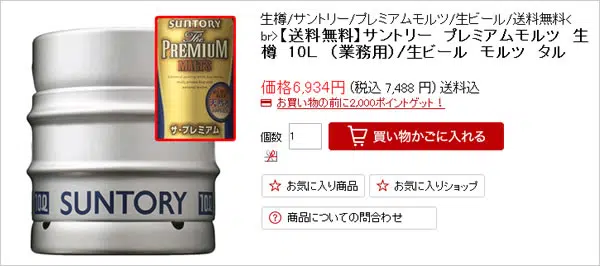 生樽/サントリー/プレミアムモルツ/生ビール/送料無料<
br>【送料無料】サントリー プレミアムモルツ 生
樽 10L (業務用)/生ビール モルツ タル
価格6,934円 (税込 7,488 円) 送料込
お買い物の前に2,000ポイントゲット!
個数 1 買い物かごに入れる
お気に入り商品 お気に入りショップ
? 商品についての問合わせ
SUNTORY
The
PREMIUM
MALT'S
ザ・プレミアム
10ℓ SUNTORY 10ℓ